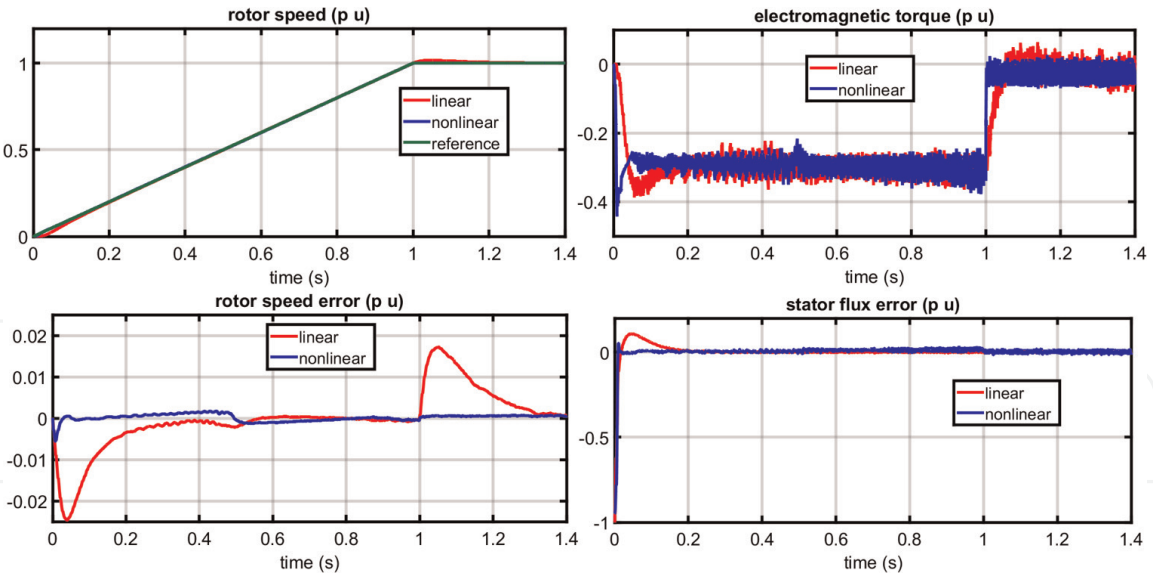 rotor speed (p u)
1
0.5
0
linear
nonlinear
reference
0 0.2 0.4 0.6 0.8 1 1.2 1.4
time (s)
electromagnetic torque (p u)
0
-0.2
-0.4
linear
nonlinear
0 0.2 0.4 0.6 0.8 1 1.2 1.4
time (s)
rotor speed error (p u)
0.02
0.01
0
-0.01
-0.02
linear
nonlinear
0 0.2 0.4 0.6 0.8 1 1.2 1.4
time (s)
stator flux error (p u)
0
-0.5
-1
linear
nonlinear
0 0.2 0.4 0.6 0.8 1 1.2 1.4
time (s)